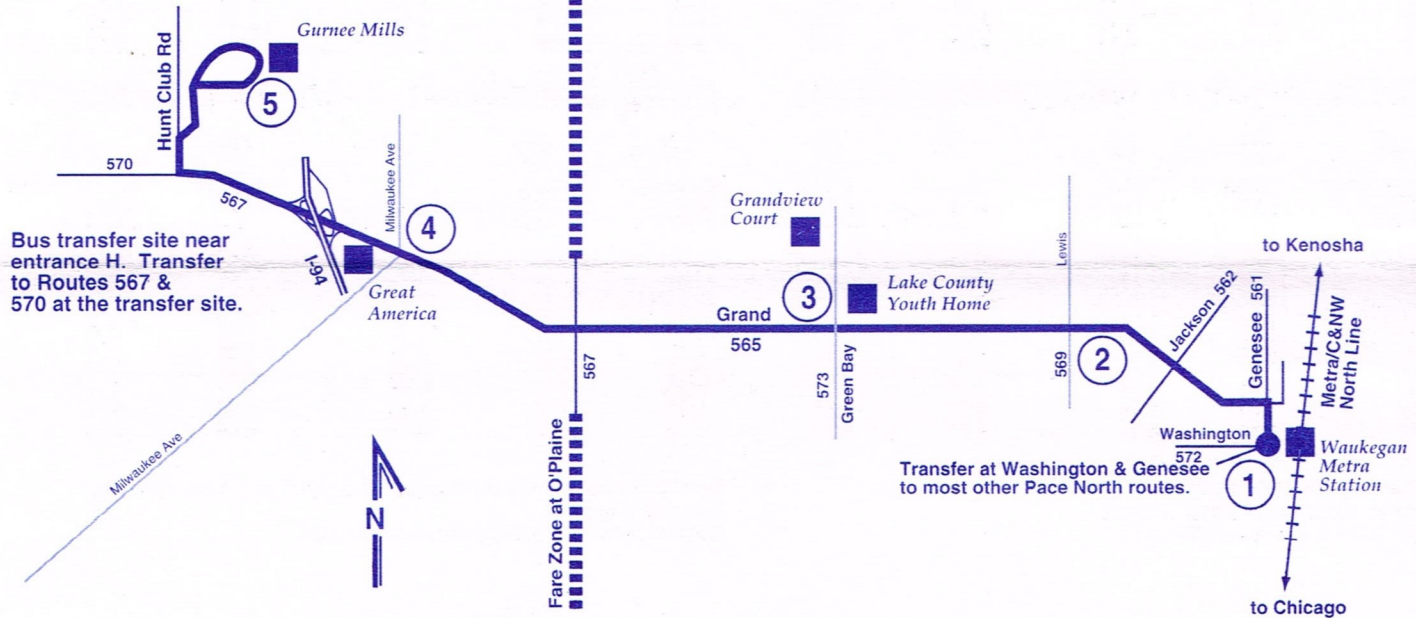 Gurnee Mills
Hunt Club Rd
5
570
567
Milwaukee Ave
4
I-94
Great
America
Bus transfer site near
entrance H. Transfer
to Routes 567 &
570 at the transfer site.
Milwaukee Ave
N
Fare Zone at O'Plaine
567
Grandview
Court
3
Lake County
Youth Home
Grand
565
573
Green Bay
Lewis
569
2
Jackson 562
Genesee 561
to Kenosha
Metra/C&NW
North Line
Washington
572
Waukegan
Metra
Station
Transfer at Washington & Genesee
to most other Pace North routes.
1
to Chicago